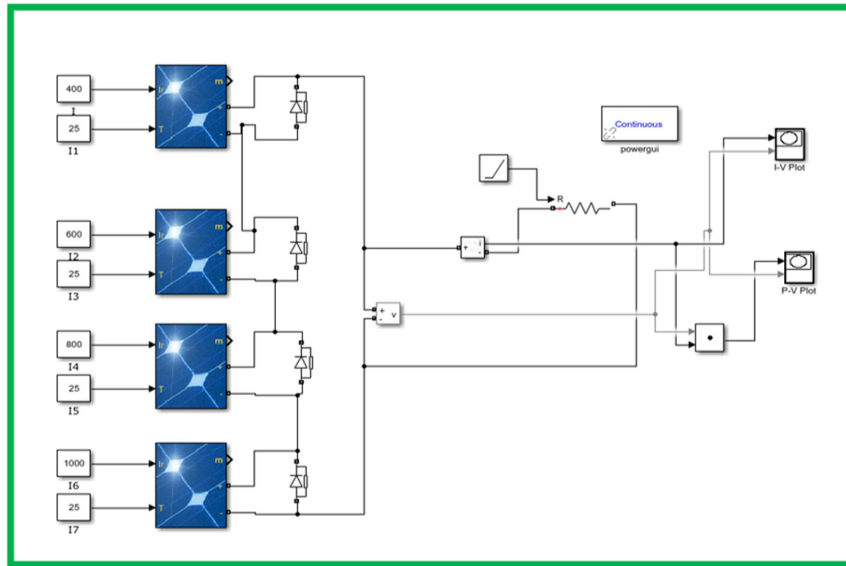 400
Ir
m
I
+
25
T
-
I1
600
Ir
m
I2
+
25
T
-
I3
800
Ir
m
I4
+
25
T
-
I5
1000
Ir
m
I6
+
25
T
-
I7
Continuous
powergui
I-V Plot
R
+
i
-
P-V Plot
+
v
-